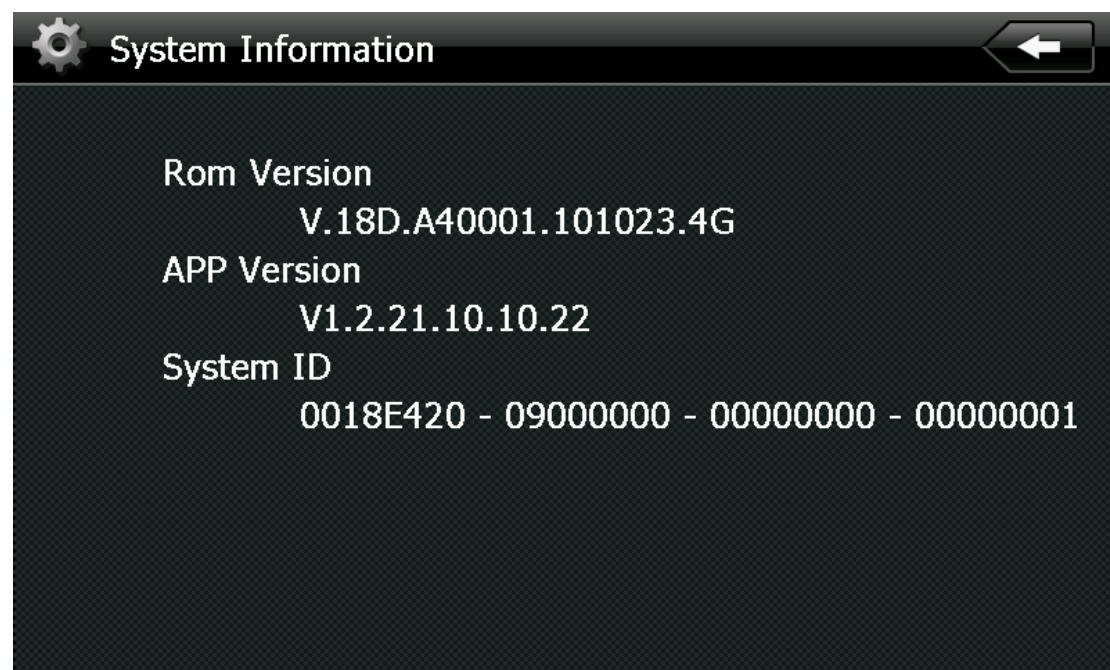 System Information
Rom Version
V.18D.A40001.101023.4G
APP Version
V1.2.21.10.10.22
System ID
0018E420 - 09000000 - 00000000 - 00000001